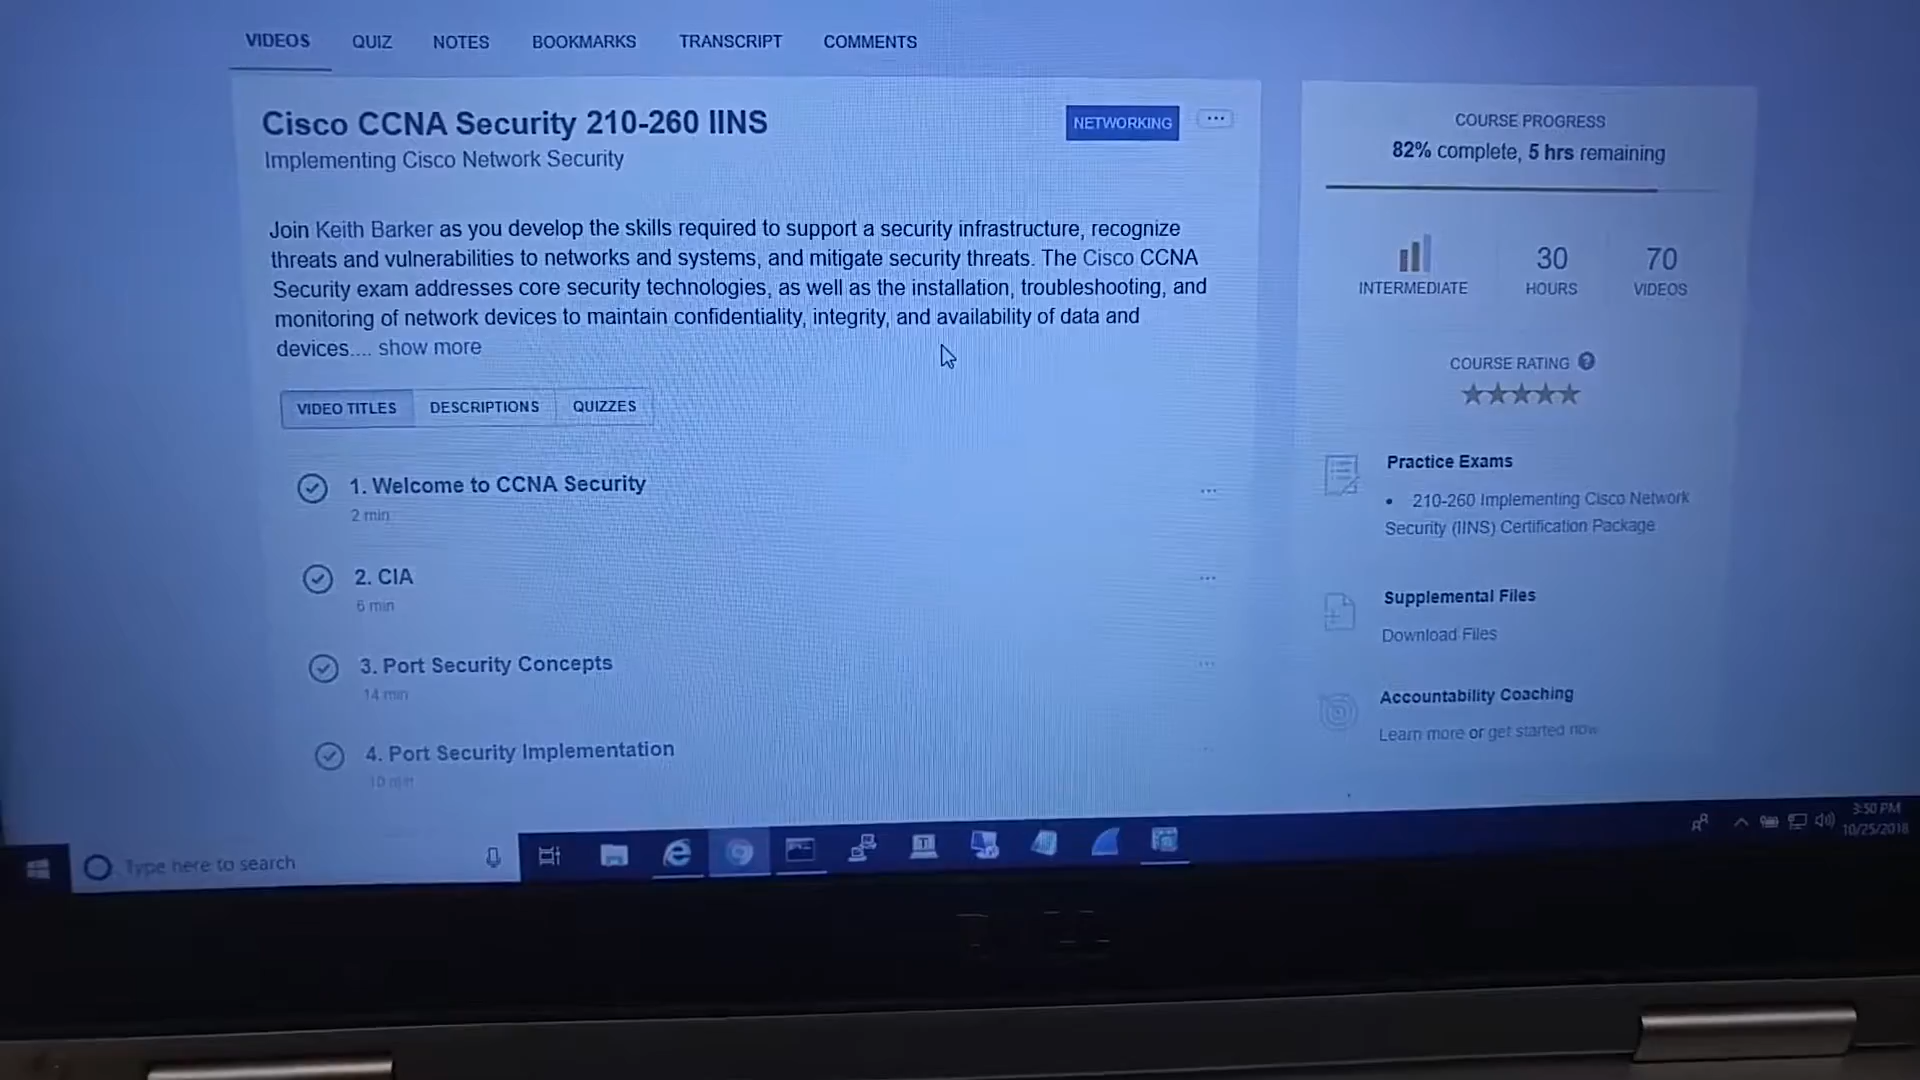 VIDEOS QUIZ NOTES BOOKMARKS TRANSCRIPT COMMENTS
Cisco CCNA Security 210-260 IINS
NETWORKING
Implementing Cisco Network Security
Join Keith Barker as you develop the skills required to support a security infrastructure, recognize
threats and vulnerabilities to networks and systems, and mitigate security threats. The Cisco CCNA
Security exam addresses core security technologies, as well as the installation, troubleshooting, and
monitoring of network devices to maintain confidentiality, integrity, and availability of data and
devices.... show more
VIDEO TITLES DESCRIPTIONS QUIZZES
1. Welcome to CCNA Security
2 min
2. CIA
6 min
3. Port Security Concepts
14 min
4. Port Security Implementation
10 min
COURSE PROGRESS
82% complete, 5 hrs remaining
INTERMEDIATE
30
HOURS
70
VIDEOS
COURSE RATING ?
Practice Exams
• 210-260 Implementing Cisco Network
Security (IINS) Certification Package
Supplemental Files
Download Files
Accountability Coaching
Learn more or get started now
Type here to search
3:50 PM
10/25/2018